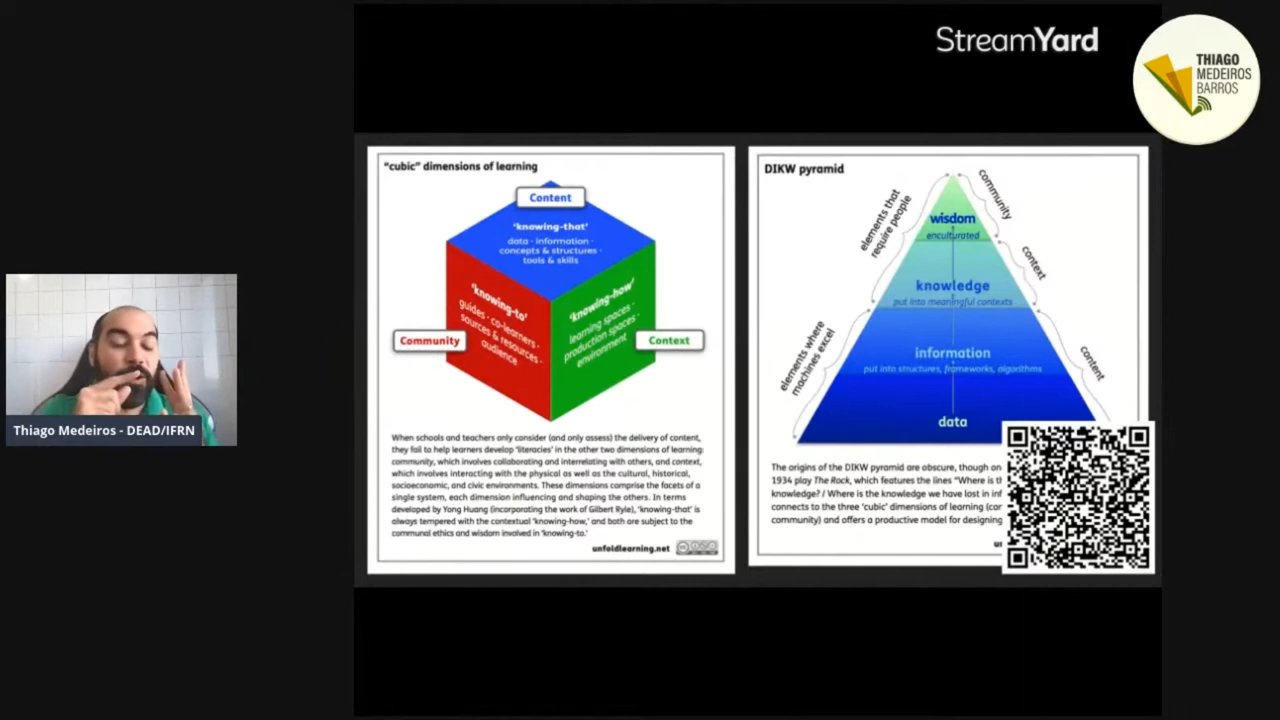 StreamYard
THIAGO
MEDEIROS
BARROS
"cubic" dimensions of learning
Content
'knowing-that'
data · information ·
concepts & structures ·
tools & skills
'knowing-to'
guides · co-learners ·
sources & resources ·
audience
'knowing-how'
learning spaces ·
production spaces ·
environment
Community
Context
When schools and teachers only consider (and only assess) the delivery of content,
they fail to help learners develop 'literacies' in the other two dimensions of learning:
community, which involves collaborating and interrelating with others, and context,
which involves interacting with the physical as well as the cultural, historical,
socioeconomic, and civic environments. These dimensions comprise the facets of a
single system, each dimension influencing and shaping the others. In terms
developed by Yong Huang (incorporating the work of Gilbert Ryle), 'knowing-that' is
always tempered with the contextual 'knowing-how,' and both are subject to the
communal ethics and wisdom involved in 'knowing-to.'
unfoldlearning.net
DIKW pyramid
elements that
require people
community
wisdom
enculturated
context
knowledge
put into meaningful contexts
elements where
machines excel
information
put into structures, frameworks, algorithms
content
data
The origins of the DIKW pyramid are obscure, though on
1934 play The Rock, which features the lines "Where is th
knowledge? / Where is the knowledge we have lost in inf
connects to the three 'cubic' dimensions of learning (con
community) and offers a productive model for designing
Thiago Medeiros - DEAD/IFRN